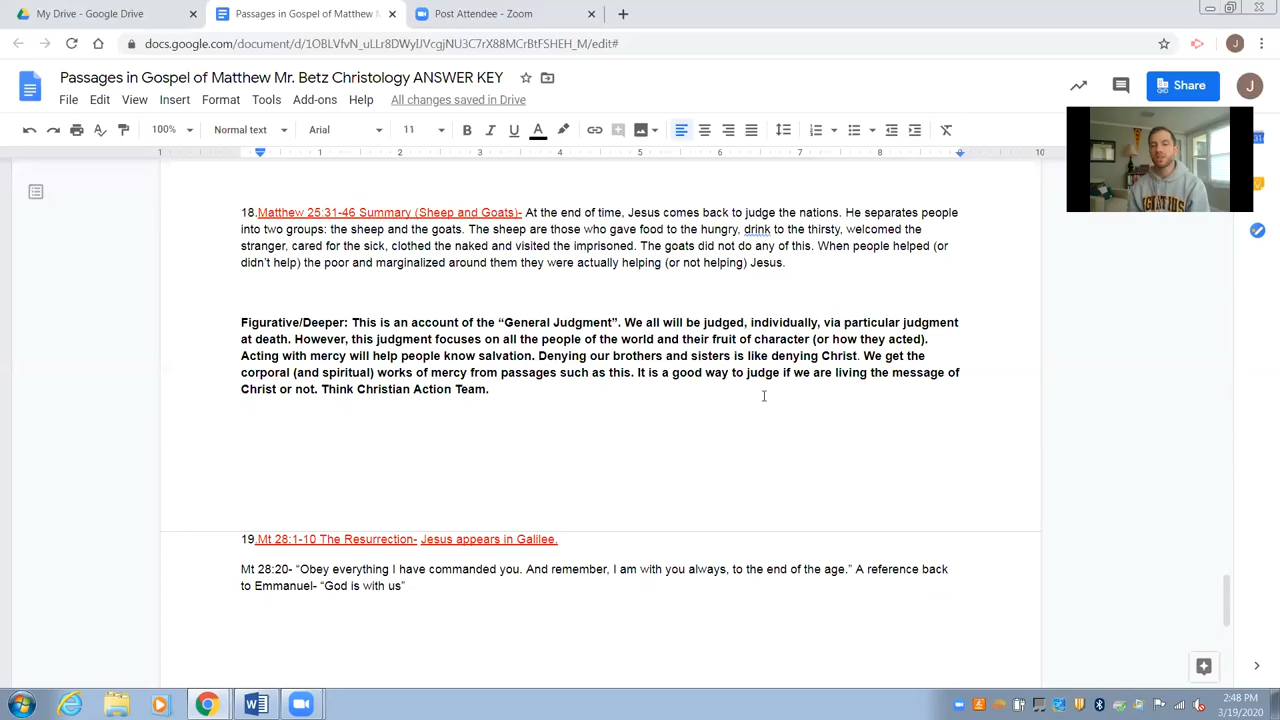 My Drive - Google Drive
Passages in Gospel of Matthew M
Post Attendee - Zoom
docs.google.com/document/d/1OBLVfvN_uLLr8DWyIJVcgjNU3C7rX88MCrBtFSHEH_M/edit#
J
Passages in Gospel of Matthew Mr. Betz Christology ANSWER KEY
File Edit View Insert Format Tools Add-ons Help All changes saved in Drive
Share
J
100% Normal text Arial 11 B I U A
1 1 2 3 4 5 6 7 8 9 10
31
IGNATIUS
18.Matthew 25:31-46 Summary (Sheep and Goats)- At the end of time, Jesus comes back to judge the nations. He separates people
into two groups: the sheep and the goats. The sheep are those who gave food to the hungry, drink to the thirsty, welcomed the
stranger, cared for the sick, clothed the naked and visited the imprisoned. The goats did not do any of this. When people helped (or
didn't help) the poor and marginalized around them they were actually helping (or not helping) Jesus.
Figurative/Deeper: This is an account of the “General Judgment”. We all will be judged, individually, via particular judgment
at death. However, this judgment focuses on all the people of the world and their fruit of character (or how they acted).
Acting with mercy will help people know salvation. Denying our brothers and sisters is like denying Christ. We get the
corporal (and spiritual) works of mercy from passages such as this. It is a good way to judge if we are living the message of
Christ or not. Think Christian Action Team.
19.Mt 28:1-10 The Resurrection- Jesus appears in Galilee.
Mt 28:20- “Obey everything I have commanded you. And remember, I am with you always, to the end of the age.” A reference back
to Emmanuel- “God is with us”
2:48 PM
3/19/2020